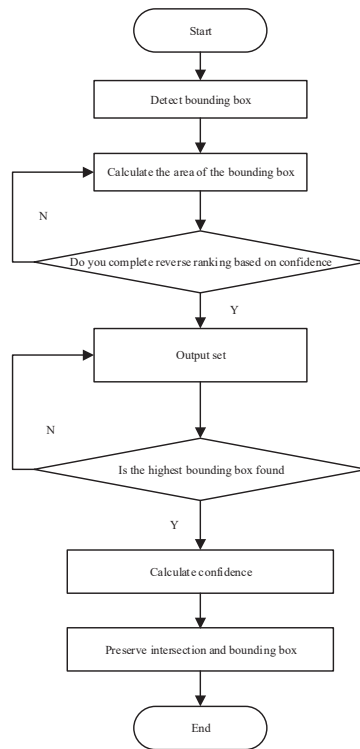 Start
Detect bounding box
Calculate the area of the bounding box
N
Do you complete reverse ranking based on confidence
Y
Output set
N
Is the highest bounding box found
Y
Calculate confidence
Preserve intersection and bounding box
End